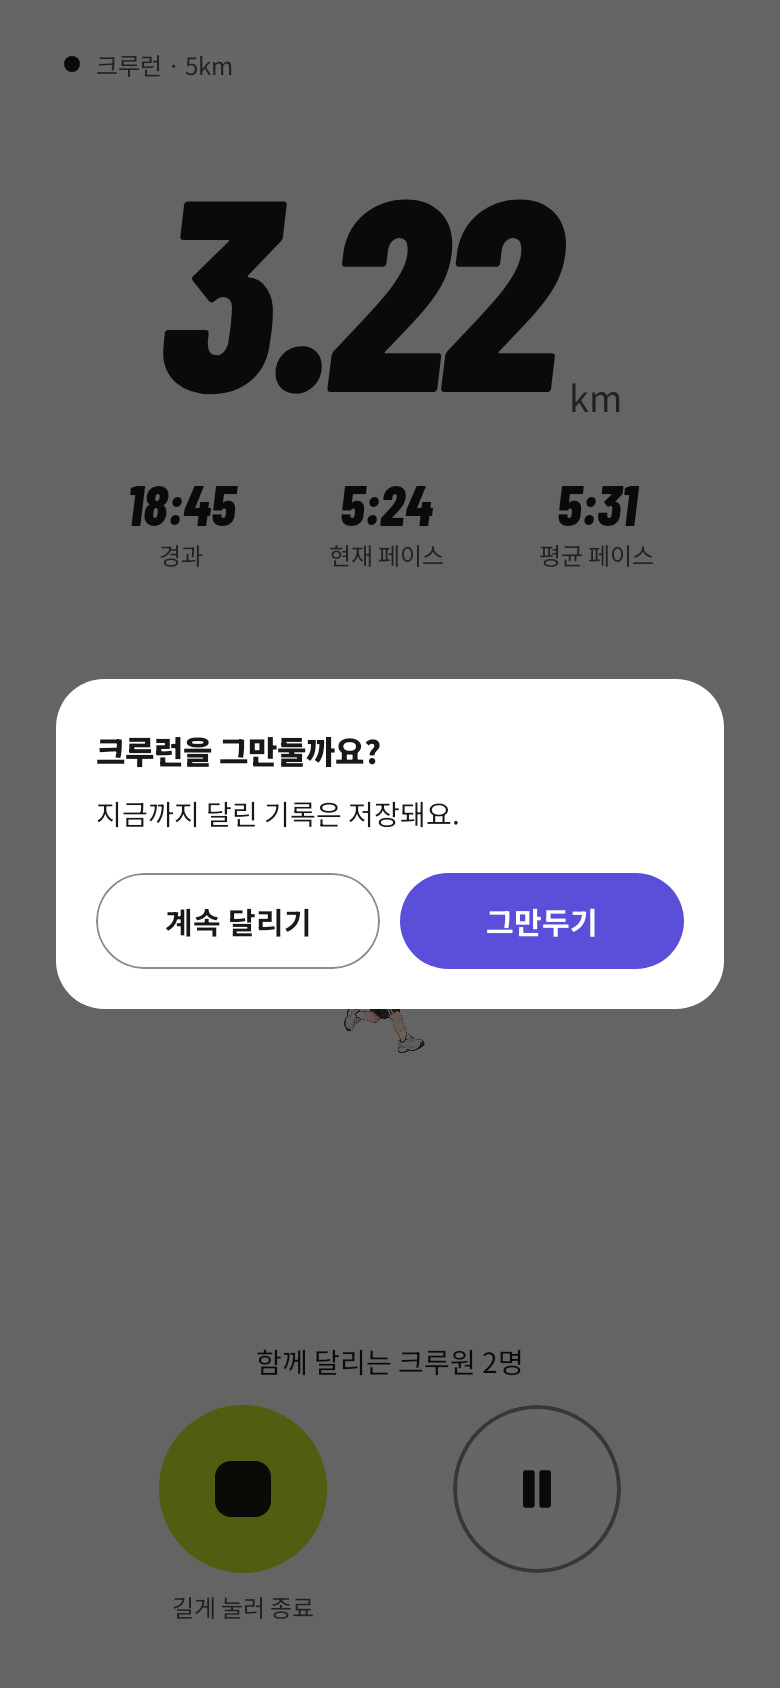 크루런 · 5km
3.22 km
18:45 5:24 5:31
경과 현재 페이스 평균 페이스
크루런을 그만둘까요?
지금까지 달린 기록은 저장돼요.
계속 달리기 그만두기
함께 달리는 크루원 2명
길게 눌러 종료